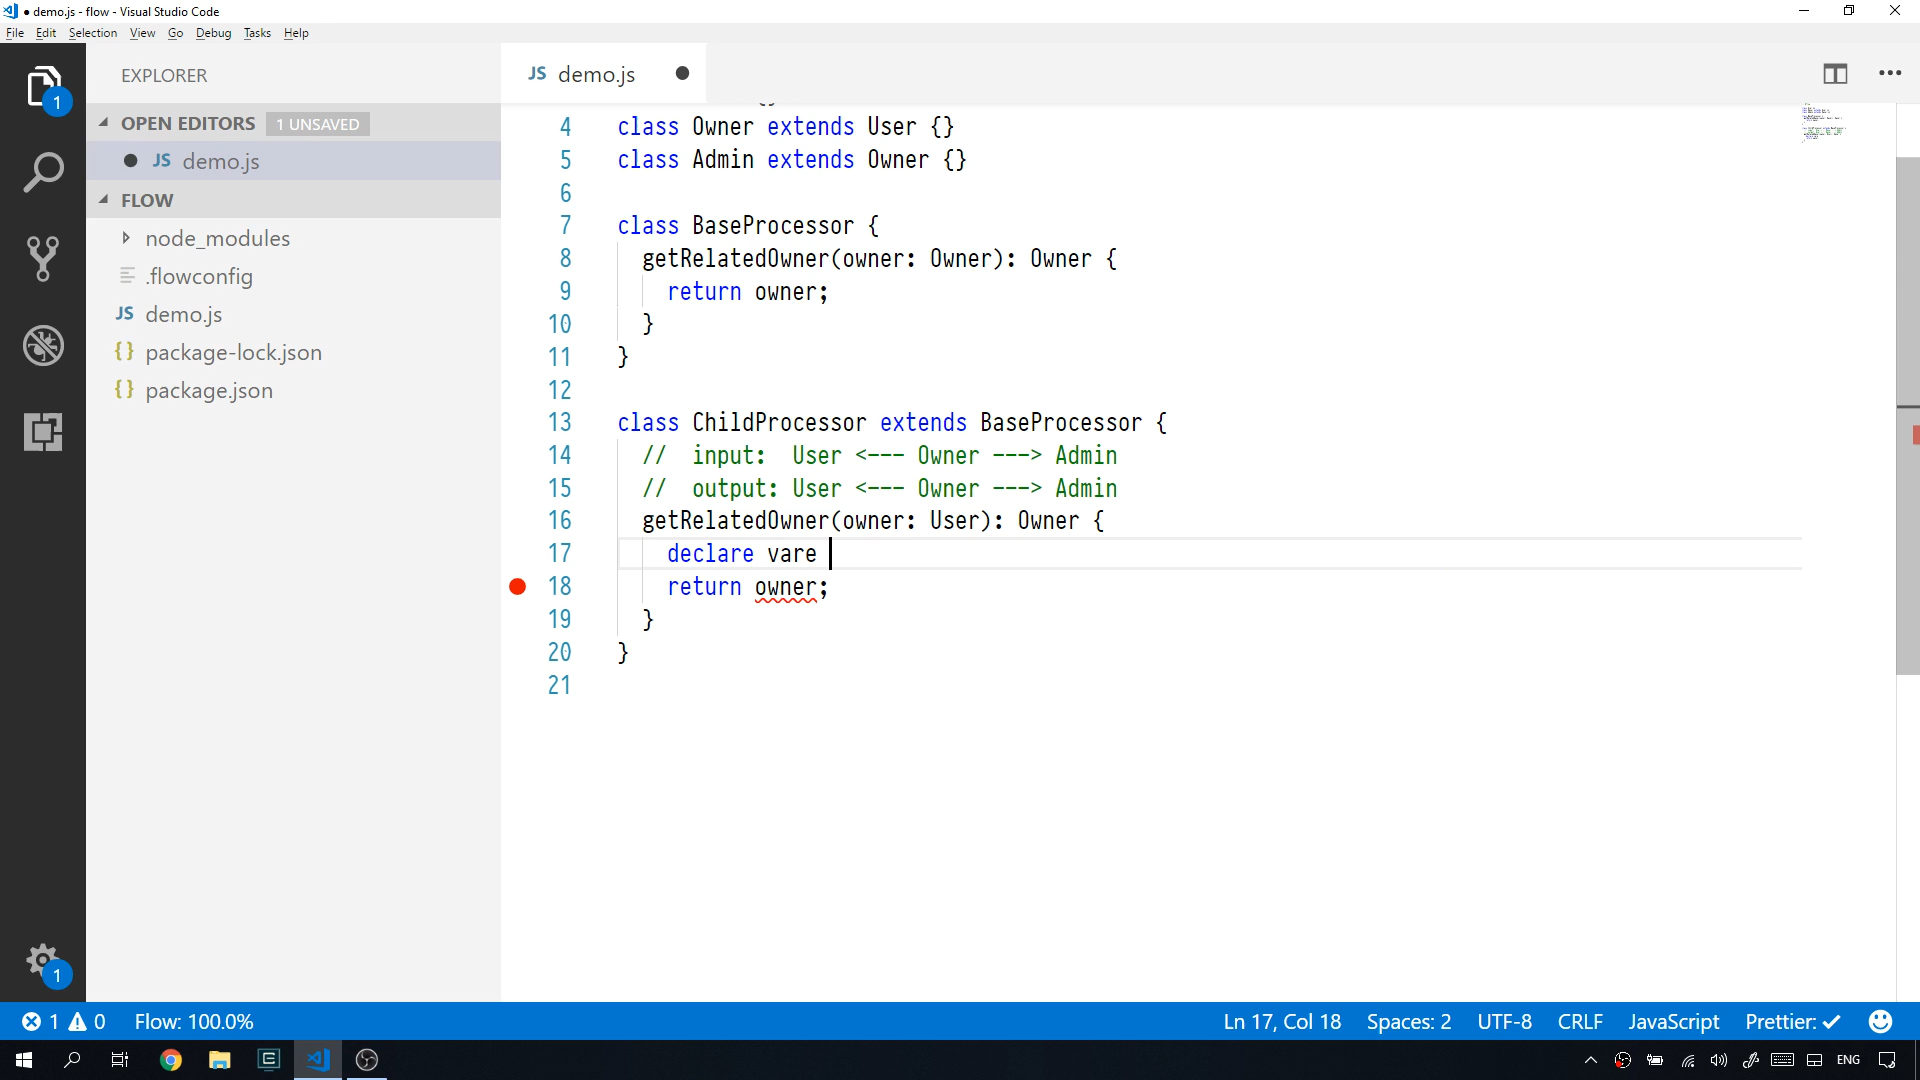 ● demo.js - flow - Visual Studio Code
File Edit Selection View Go Debug Tasks Help
EXPLORER
JS demo.js ●
OPEN EDITORS 1 UNSAVED
● JS demo.js
FLOW
node_modules
.flowconfig
JS demo.js
{} package-lock.json
{} package.json
1
1
4 class Owner extends User {}
5 class Admin extends Owner {}
6
7 class BaseProcessor {
8 getRelatedOwner(owner: Owner): Owner {
9 return owner;
10 }
11 }
12
13 class ChildProcessor extends BaseProcessor {
14 //  input:  User <--- Owner ---> Admin
15 //  output: User <--- Owner ---> Admin
16 getRelatedOwner(owner: User): Owner {
17 declare vare
18 return owner;
19 }
20 }
21
1 0 Flow: 100.0% Ln 17, Col 18 Spaces: 2 UTF-8 CRLF JavaScript Prettier: ✓
ENG